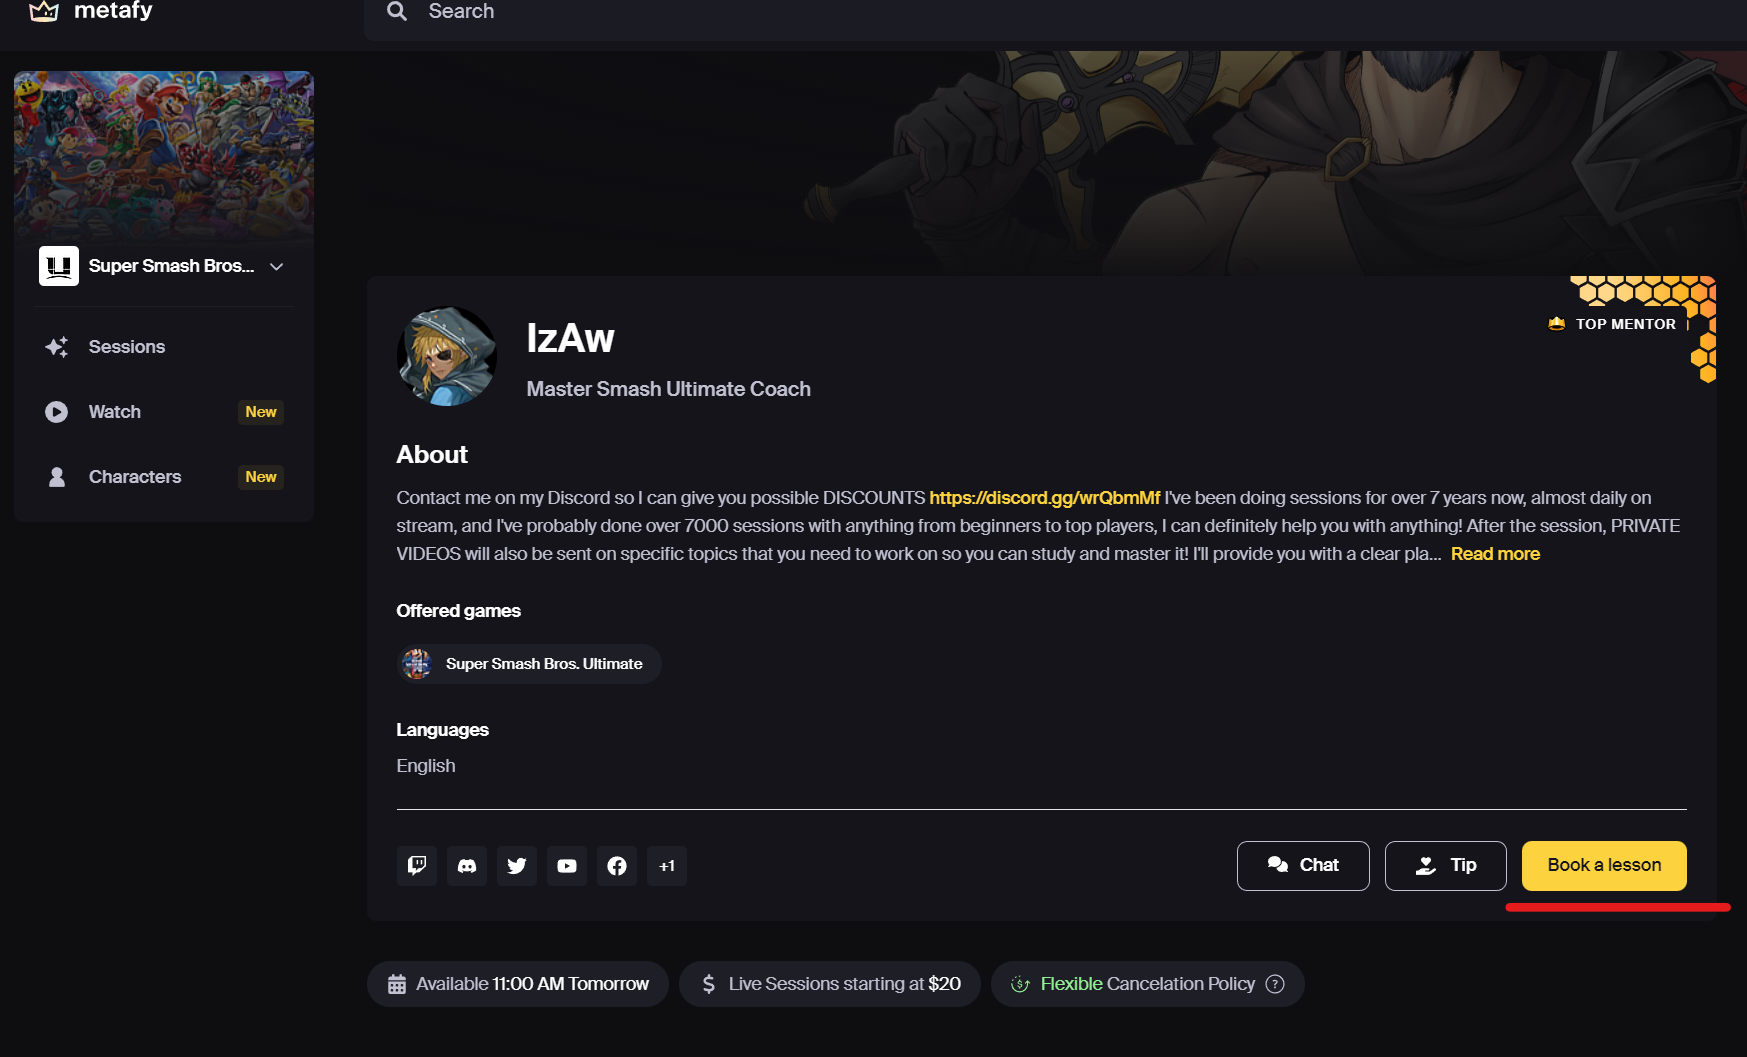 metafy
Search
Super Smash Bros...
Sessions
Watch
New
Characters
New
TOP MENTOR
IzAw
Master Smash Ultimate Coach
About
Contact me on my Discord so I can give you possible DISCOUNTS https://discord.gg/wrQbmMf I've been doing sessions for over 7 years now, almost daily on
stream, and I've probably done over 7000 sessions with anything from beginners to top players, I can definitely help you with anything! After the session, PRIVATE
VIDEOS will also be sent on specific topics that you need to work on so you can study and master it! I'll provide you with a clear pla... Read more
Offered games
Super Smash Bros. Ultimate
Languages
English
+1
Chat
Tip
Book a lesson
Available 11:00 AM Tomorrow
Live Sessions starting at $20
Flexible Cancelation Policy ?